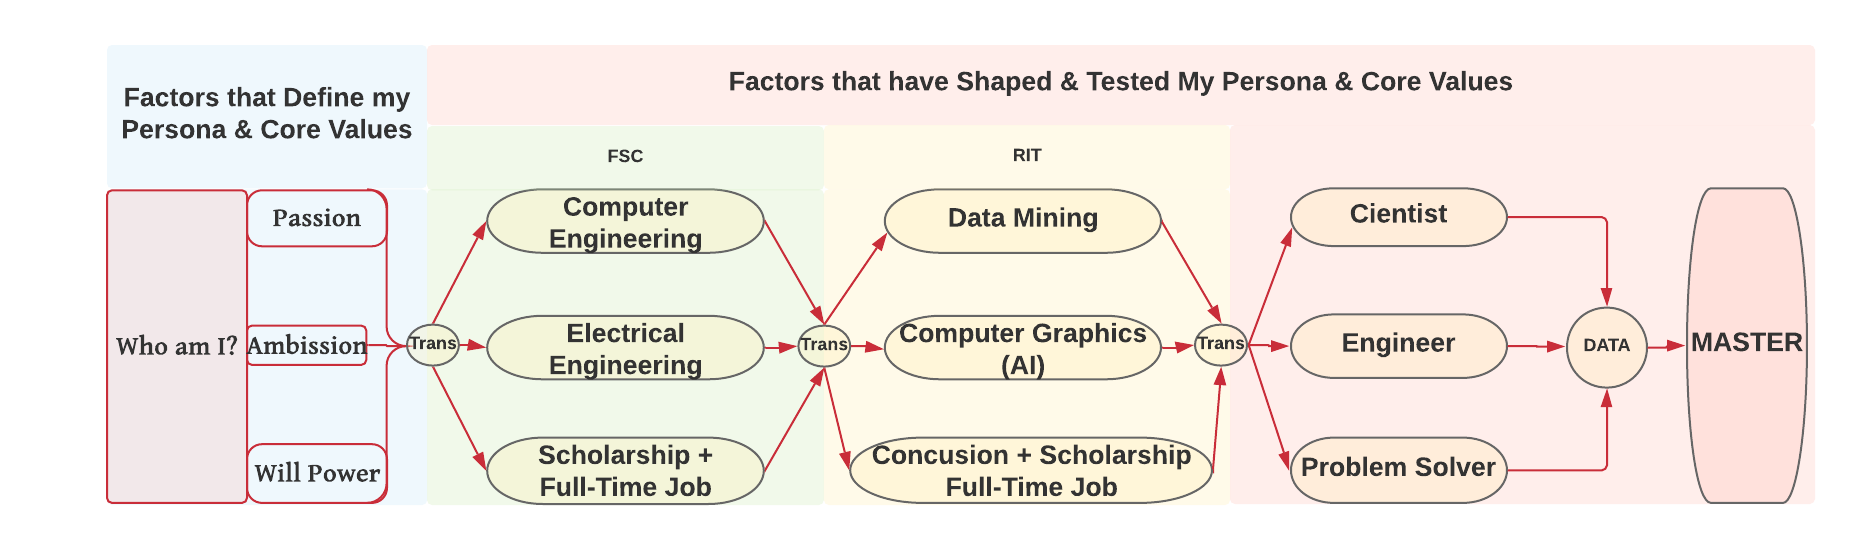 Factors that Define my
Persona & Core Values
Factors that have Shaped & Tested My Persona & Core Values
FSC
RIT
Who am I?
Passion
Ambission
Will Power
Trans
Computer
Engineering
Electrical
Engineering
Scholarship +
Full-Time Job
Trans
Data Mining
Computer Graphics
(AI)
Concusion + Scholarship
Full-Time Job
Trans
Cientist
Engineer
Problem Solver
DATA
MASTER